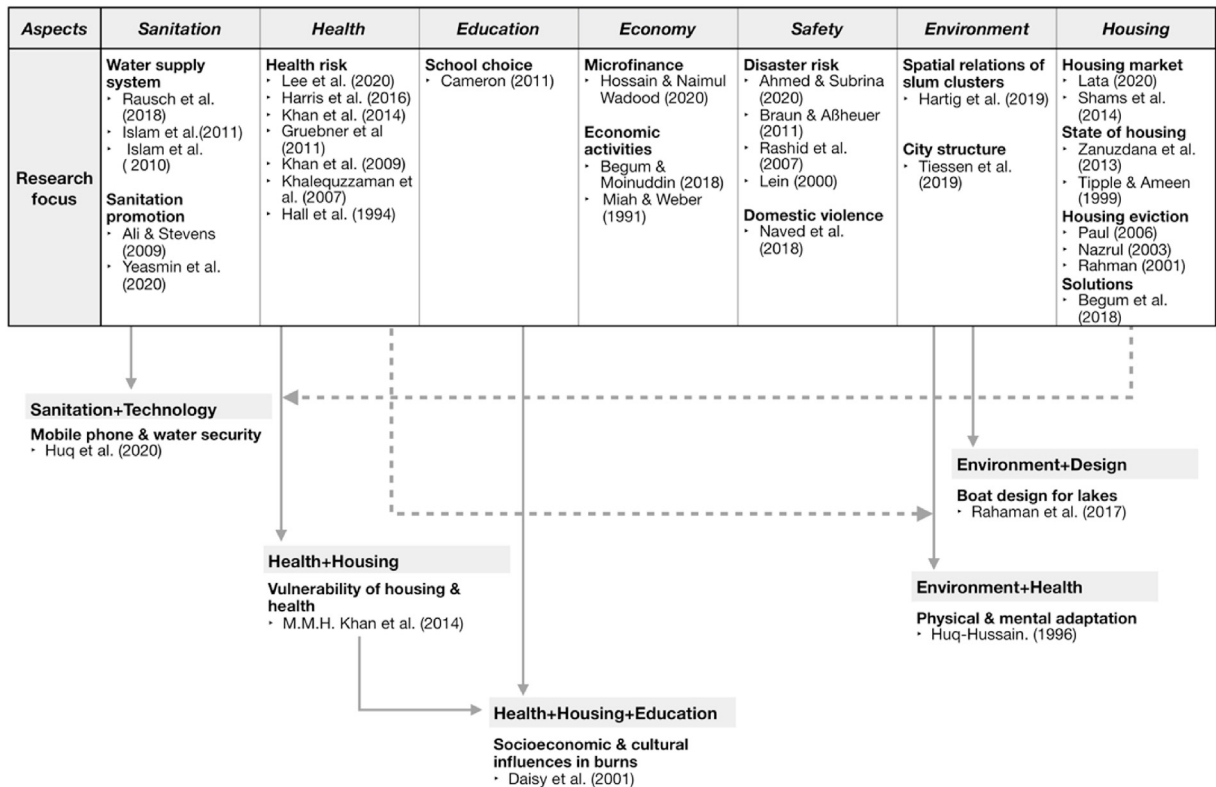 Aspects
Sanitation
Health
Education
Economy
Safety
Environment
Housing
Research
focus
Water supply
system
‣ Rausch et al.
(2018)
‣ Islam et al.(2011)
‣ Islam et al.
( 2010)
Sanitation
promotion
‣ Ali & Stevens
(2009)
‣ Yeasmin et al.
(2020)
Health risk
‣ Lee et al. (2020)
‣ Harris et al. (2016)
‣ Khan et al. (2014)
‣ Gruebner et al
(2011)
‣ Khan et al. (2009)
‣ Khalequzzaman et
al. (2007)
‣ Hall et al. (1994)
School choice
‣ Cameron (2011)
Microfinance
‣ Hossain & Naimul
Wadood (2020)
Economic
activities
‣ Begum &
Moinuddin (2018)
‣ Miah & Weber
(1991)
Disaster risk
‣ Ahmed & Subrina
(2020)
‣ Braun & Aßheuer
(2011)
‣ Rashid et al.
(2007)
‣ Lein (2000)
Domestic violence
‣ Naved et al.
(2018)
Spatial relations of
slum clusters
‣ Hartig et al. (2019)
City structure
‣ Tiessen et al.
(2019)
Housing market
‣ Lata (2020)
‣ Shams et al.
(2014)
State of housing
‣ Zanuzdana et al.
(2013)
‣ Tipple & Ameen
(1999)
Housing eviction
‣ Paul (2006)
‣ Nazrul (2003)
‣ Rahman (2001)
Solutions
‣ Begum et al.
(2018)
Sanitation+Technology
Mobile phone & water security
‣ Huq et al. (2020)
Environment+Design
Boat design for lakes
‣ Rahaman et al. (2017)
Health+Housing
Vulnerability of housing &
health
‣ M.M.H. Khan et al. (2014)
Environment+Health
Physical & mental adaptation
‣ Huq-Hussain. (1996)
Health+Housing+Education
Socioeconomic & cultural
influences in burns
‣ Daisy et al. (2001)